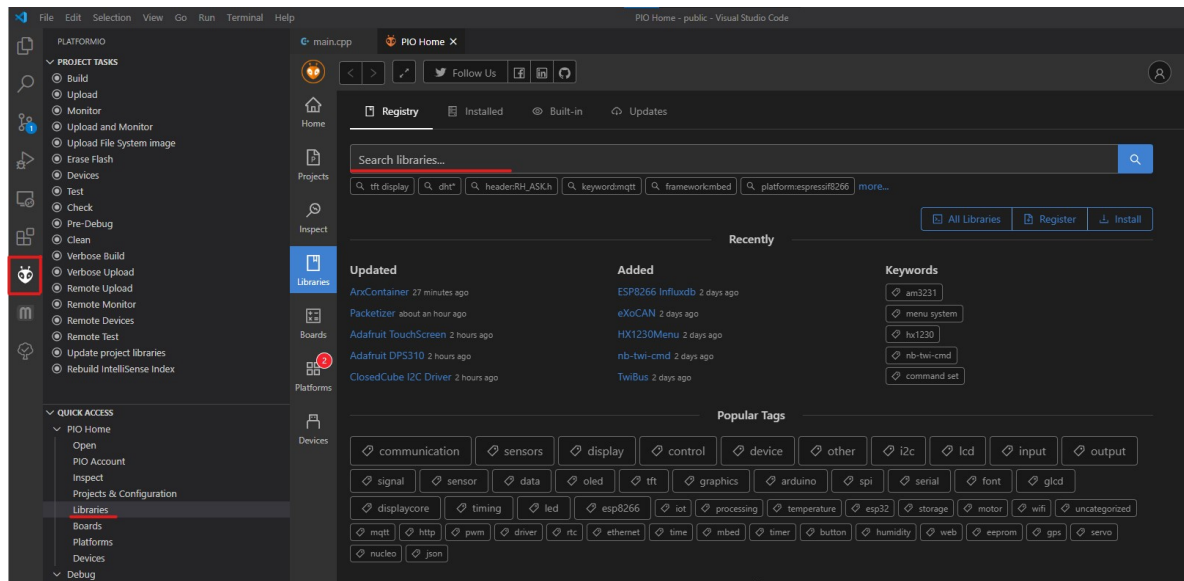 File Edit Selection View Go Run Terminal Help
PIO Home - public - Visual Studio Code
PLATFORMIO
PROJECT TASKS
Build
Upload
Monitor
Upload and Monitor
Upload File System image
Erase Flash
Devices
Test
Check
Pre-Debug
Clean
Verbose Build
Verbose Upload
Remote Upload
Remote Monitor
Remote Devices
Remote Test
Update project libraries
Rebuild IntelliSense Index
QUICK ACCESS
PIO Home
Open
PIO Account
Inspect
Projects & Configuration
Libraries
Boards
Platforms
Devices
Debug
1
main.cpp PIO Home
Follow Us
Home
Projects
Inspect
Libraries
Boards
2
Platforms
Devices
Registry Installed Built-in Updates
Search libraries...
tft display dht* header:RH_ASK.h keyword:mqtt framework:mbed platform:espressif8266 more...
All Libraries Register Install
Recently
Updated
ArxContainer 27 minutes ago
Packetizer about an hour ago
Adafruit TouchScreen 2 hours ago
Adafruit DPS310 2 hours ago
ClosedCube I2C Driver 2 hours ago
Added
ESP8266 Influxdb 2 days ago
eXoCAN 2 days ago
HX1230Menu 2 days ago
nb-twi-cmd 2 days ago
TwiBus 2 days ago
Keywords
am3231
menu system
hx1230
nb-twi-cmd
command set
Popular Tags
communication sensors display control device other i2c lcd input output
signal sensor data oled tft graphics arduino spi serial font glcd
displaycore timing led esp8266 iot processing temperature esp32 storage motor wifi uncategorized
mqtt http pwm driver rtc ethernet time mbed timer button humidity web eeprom gps servo
nucleo json